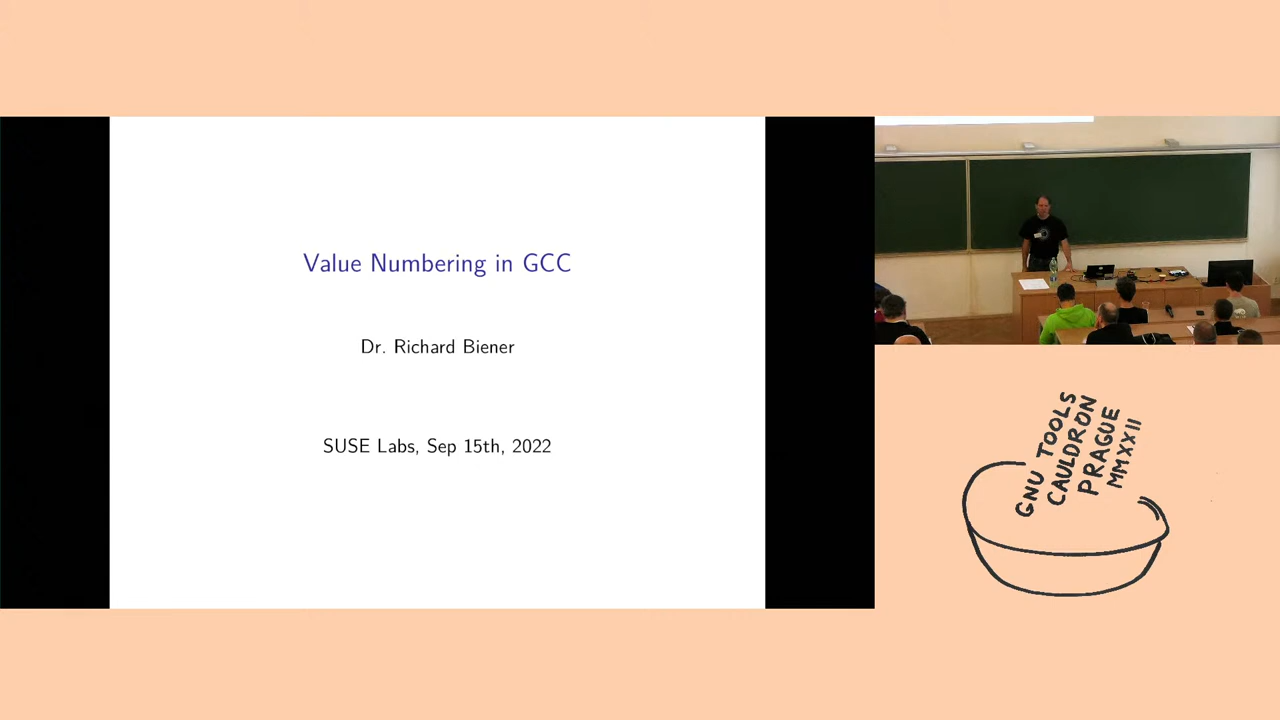 Value Numbering in GCC
Dr. Richard Biener
SUSE Labs, Sep 15th, 2022
GNU TOOLS
CAULDRON
PRAGUE
MMXXII